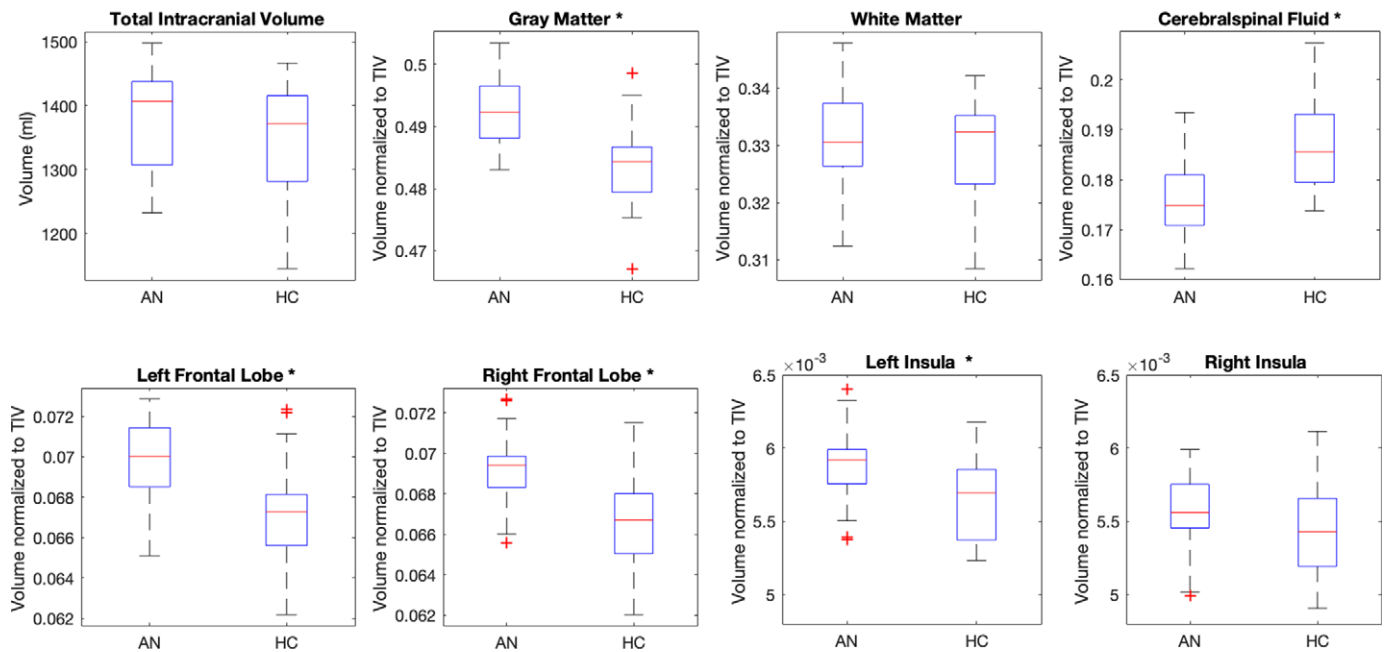 Total Intracranial Volume
Volume (ml)
1500
1400
1300
1200
AN HC
Gray Matter *
Volume normalized to TIV
0.5
0.49
0.48
0.47
AN HC
White Matter
Volume normalized to TIV
0.34
0.33
0.32
0.31
AN HC
Cerebralspinal Fluid *
Volume normalized to TIV
0.2
0.19
0.18
0.17
0.16
AN HC
Left Frontal Lobe *
Volume normalized to TIV
0.072
0.07
0.068
0.066
0.064
0.062
AN HC
Right Frontal Lobe *
Volume normalized to TIV
0.072
0.07
0.068
0.066
0.064
0.062
AN HC
Left Insula *
×10⁻³
Volume normalized to TIV
6.5
6
5.5
5
AN HC
Right Insula
×10⁻³
Volume normalized to TIV
6.5
6
5.5
5
AN HC